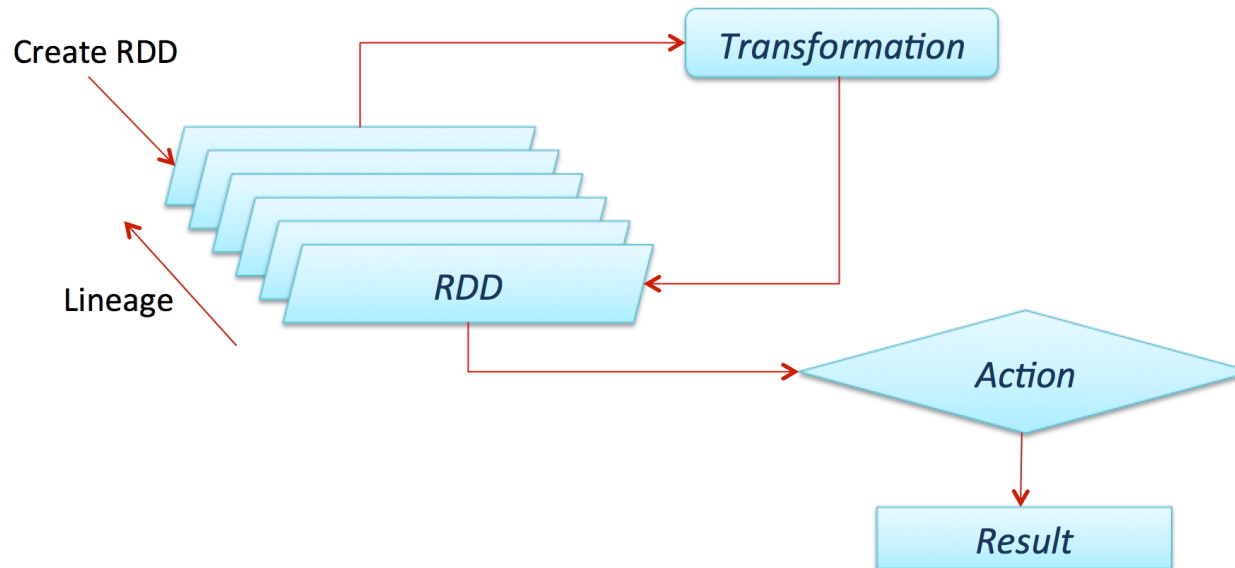 Transformation
Create RDD
RDD
Lineage
Action
Result